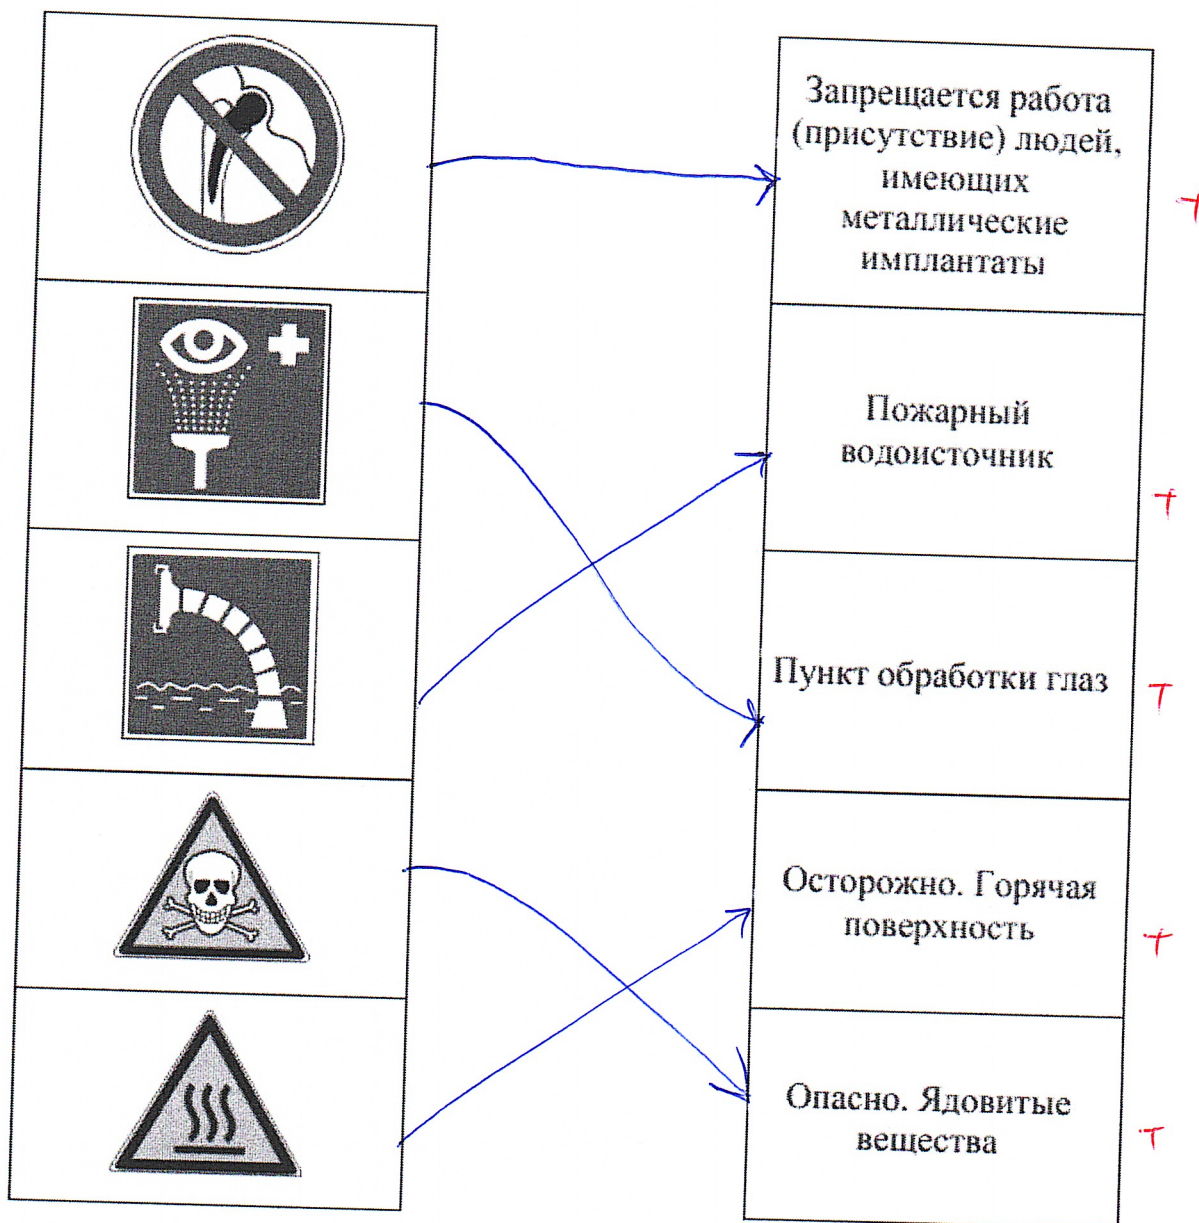 Запрещается работа
(присутствие) людей,
имеющих
металлические
имплантаты
Пожарный
водоисточник
Пункт обработки глаз
Осторожно. Горячая
поверхность
Опасно. Ядовитые
вещества